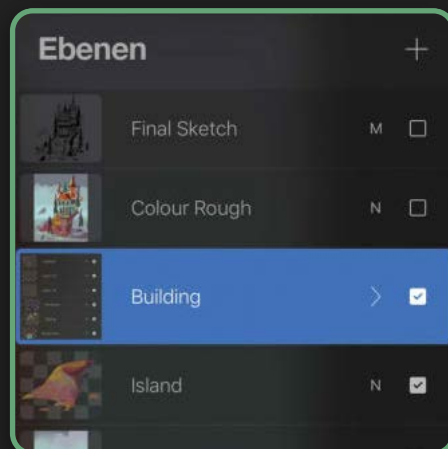 Ebenen
Final Sketch M
Colour Rough N
Building
Island N